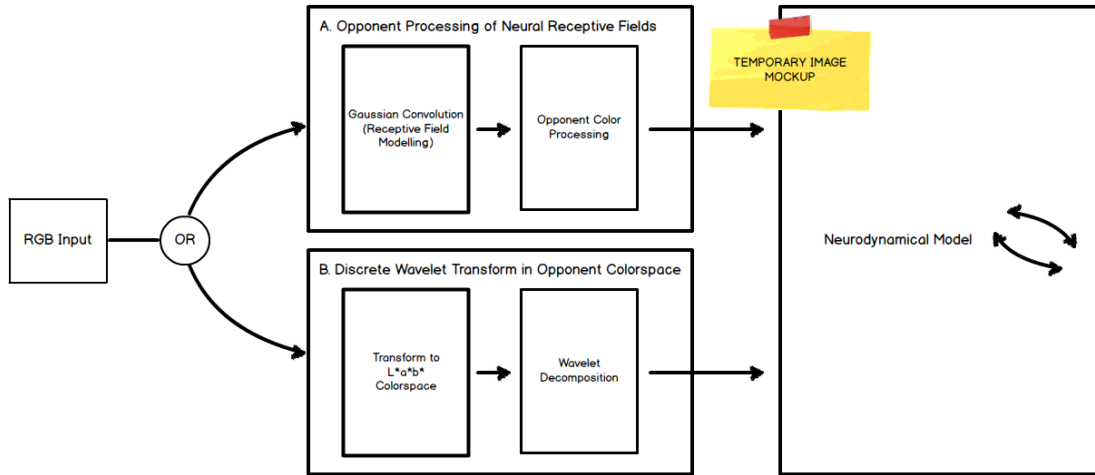 A. Opponent Processing of Neural Receptive Fields
TEMPORARY IMAGE
MOCKUP
Gaussian Convolution
(Receptive Field
Modelling)
Opponent Color
Processing
RGB Input
OR
Neurodynamical Model
B. Discrete Wavelet Transform in Opponent Colorspace
Transform to
L*a*b*
Colorspace
Wavelet
Decomposition